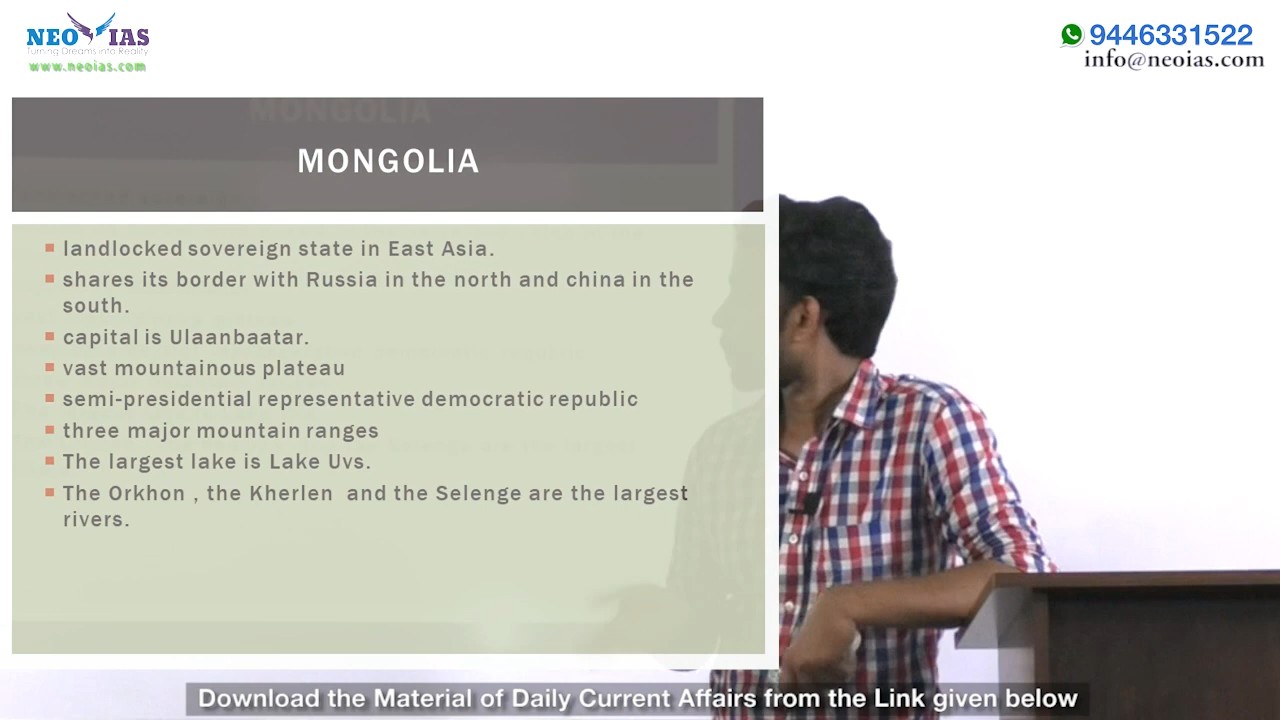 NEO IAS
Turning Dreams into Reality
www.neoias.com
9446331522
info@neoias.com
MONGOLIA
MONGOLIA
landlocked sovereign state in East Asia.
shares its border with Russia in the north and china in the
south.
capital is Ulaanbaatar.
vast mountainous plateau
semi-presidential representative democratic republic
three major mountain ranges
The largest lake is Lake Uvs.
The Orkhon , the Kherlen and the Selenge are the largest
rivers.
Download the Material of Daily Current Affairs from the Link given below